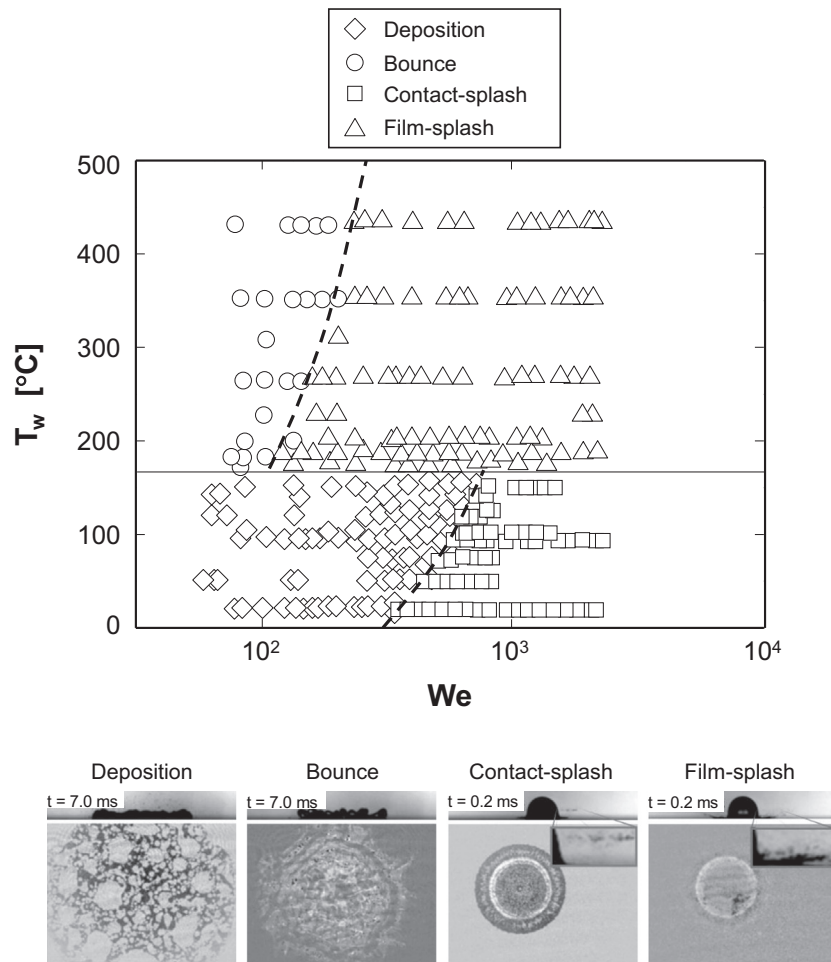 Deposition
Bounce
Contact-splash
Film-splash
500
400
300
200
100
0
T_w [°C]
10²
10³
10⁴
We
Deposition
Bounce
Contact-splash
Film-splash
t = 7.0 ms
t = 7.0 ms
t = 0.2 ms
t = 0.2 ms